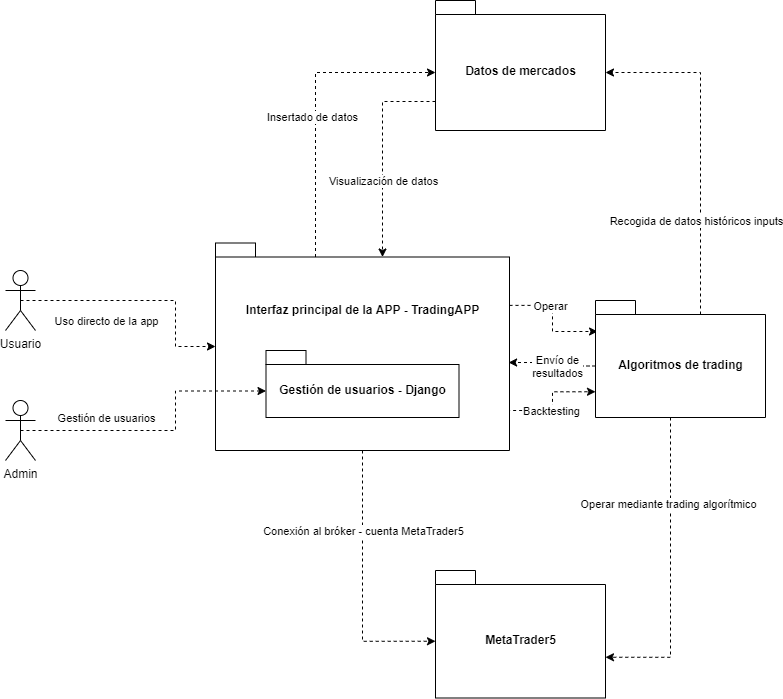 Datos de mercados
Insertado de datos
Visualización de datos
Recogida de datos históricos inputs
Interfaz principal de la APP - TradingAPP
Operar
Uso directo de la app
Usuario
Envío de
resultados
Algoritmos de trading
Gestión de usuarios - Django
Backtesting
Gestión de usuarios
Admin
Operar mediante trading algorítmico
Conexión al bróker - cuenta MetaTrader5
MetaTrader5